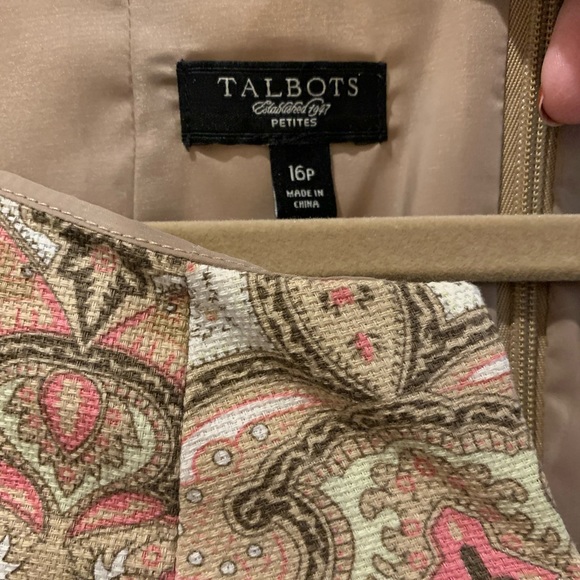 TALBOTS
Established 1947
PETITES
16P
MADE IN
CHINA